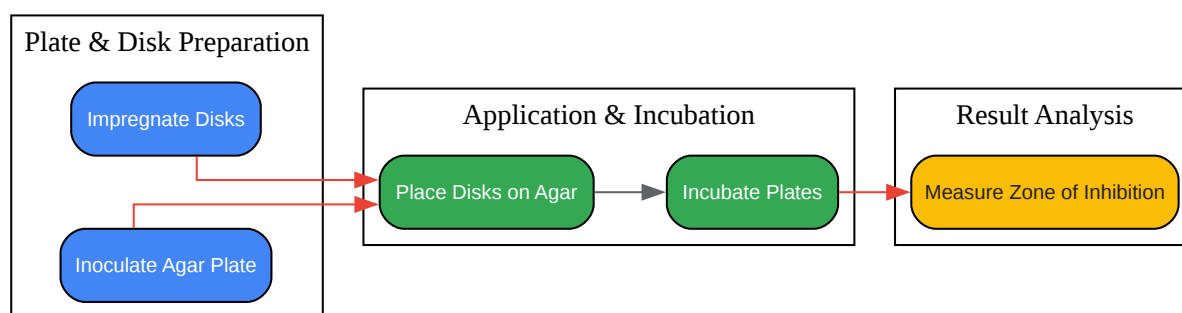 Plate & Disk Preparation
Impregnate Disks
Inoculate Agar Plate
Application & Incubation
Place Disks on Agar
Incubate Plates
Result Analysis
Measure Zone of Inhibition